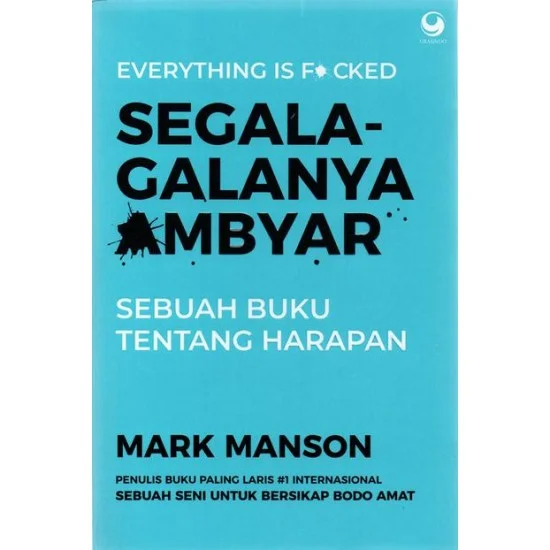 GRASINDO
EVERYTHING IS F*CKED
SEGALA-
GALANYA
AMBYAR
SEBUAH BUKU
TENTANG HARAPAN
MARK MANSON
PENULIS BUKU PALING LARIS #1 INTERNASIONAL
SEBUAH SENI UNTUK BERSIKAP BODO AMAT